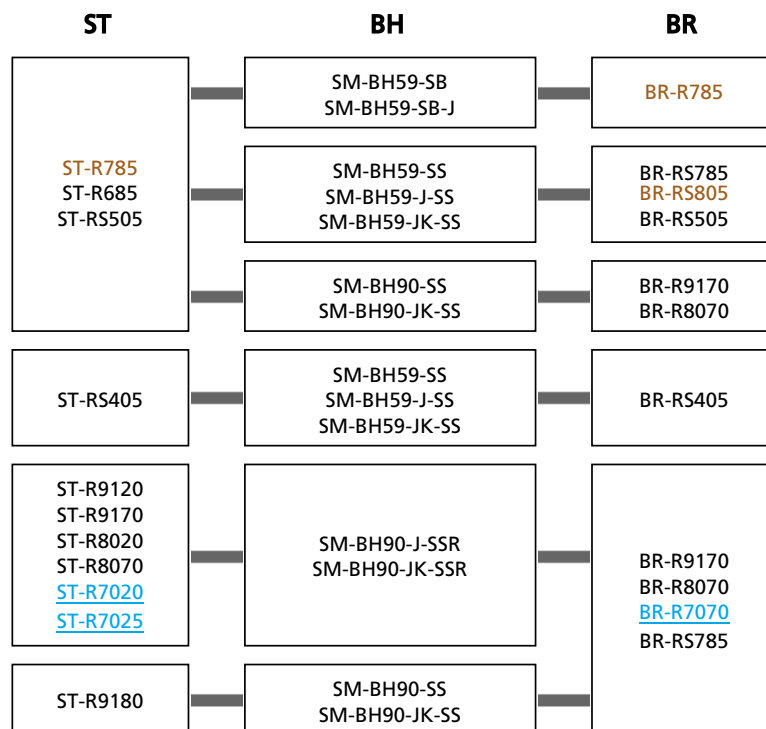 ST
BH
BR
ST-R785
ST-R685
ST-RS505
SM-BH59-SB
SM-BH59-SB-J
BR-R785
SM-BH59-SS
SM-BH59-J-SS
SM-BH59-JK-SS
BR-RS785
BR-RS805
BR-RS505
SM-BH90-SS
SM-BH90-JK-SS
BR-R9170
BR-R8070
ST-RS405
SM-BH59-SS
SM-BH59-J-SS
SM-BH59-JK-SS
BR-RS405
ST-R9120
ST-R9170
ST-R8020
ST-R8070
ST-R7020
ST-R7025
SM-BH90-J-SSR
SM-BH90-JK-SSR
BR-R9170
BR-R8070
BR-R7070
BR-RS785
ST-R9180
SM-BH90-SS
SM-BH90-JK-SS